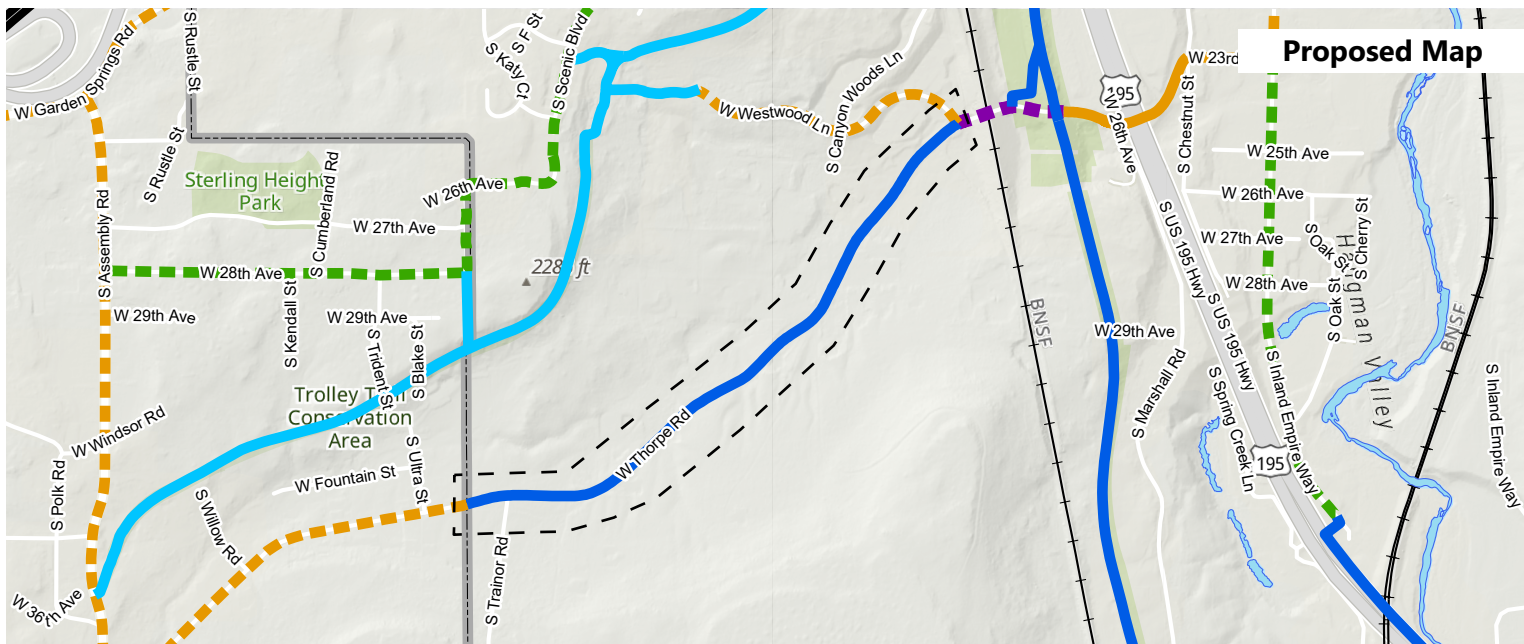 Proposed Map
W Garden Springs Rd
S Rustle St
S Rustle St
S F St
S Katy Ct
S Scenic Blvd
W Westwood Ln
S Canyon Woods Ln
195
W 23rd
W 26th Ave
S Chestnut St
W 25th Ave
W 26th Ave
Sterling Height
Park
S Cumberland Rd
W 26th Ave
W 27th Ave
W 27th Ave
S Oak St
S Cherry St
S Assembly Rd
W 28th Ave
228 ft
W 28th Ave
S US 195 Hwy
S US 195 Hwy
W 29th Ave
W 29th Ave
W 29th Ave
S Kendall St
S Trident St
S Blake St
BNSF
BNSF
S Oak St
Hangman Valley
S Marshall Rd
S Spring Creek Ln
S Inland Empire Way
S Inland Empire Way
Trolley Trail
Conservation
Area
W Windsor Rd
S Polk Rd
W Fountain St
S Ultra St
W Thorpe Rd
195
S Willow Rd
S Trainor Rd
W 36th Ave